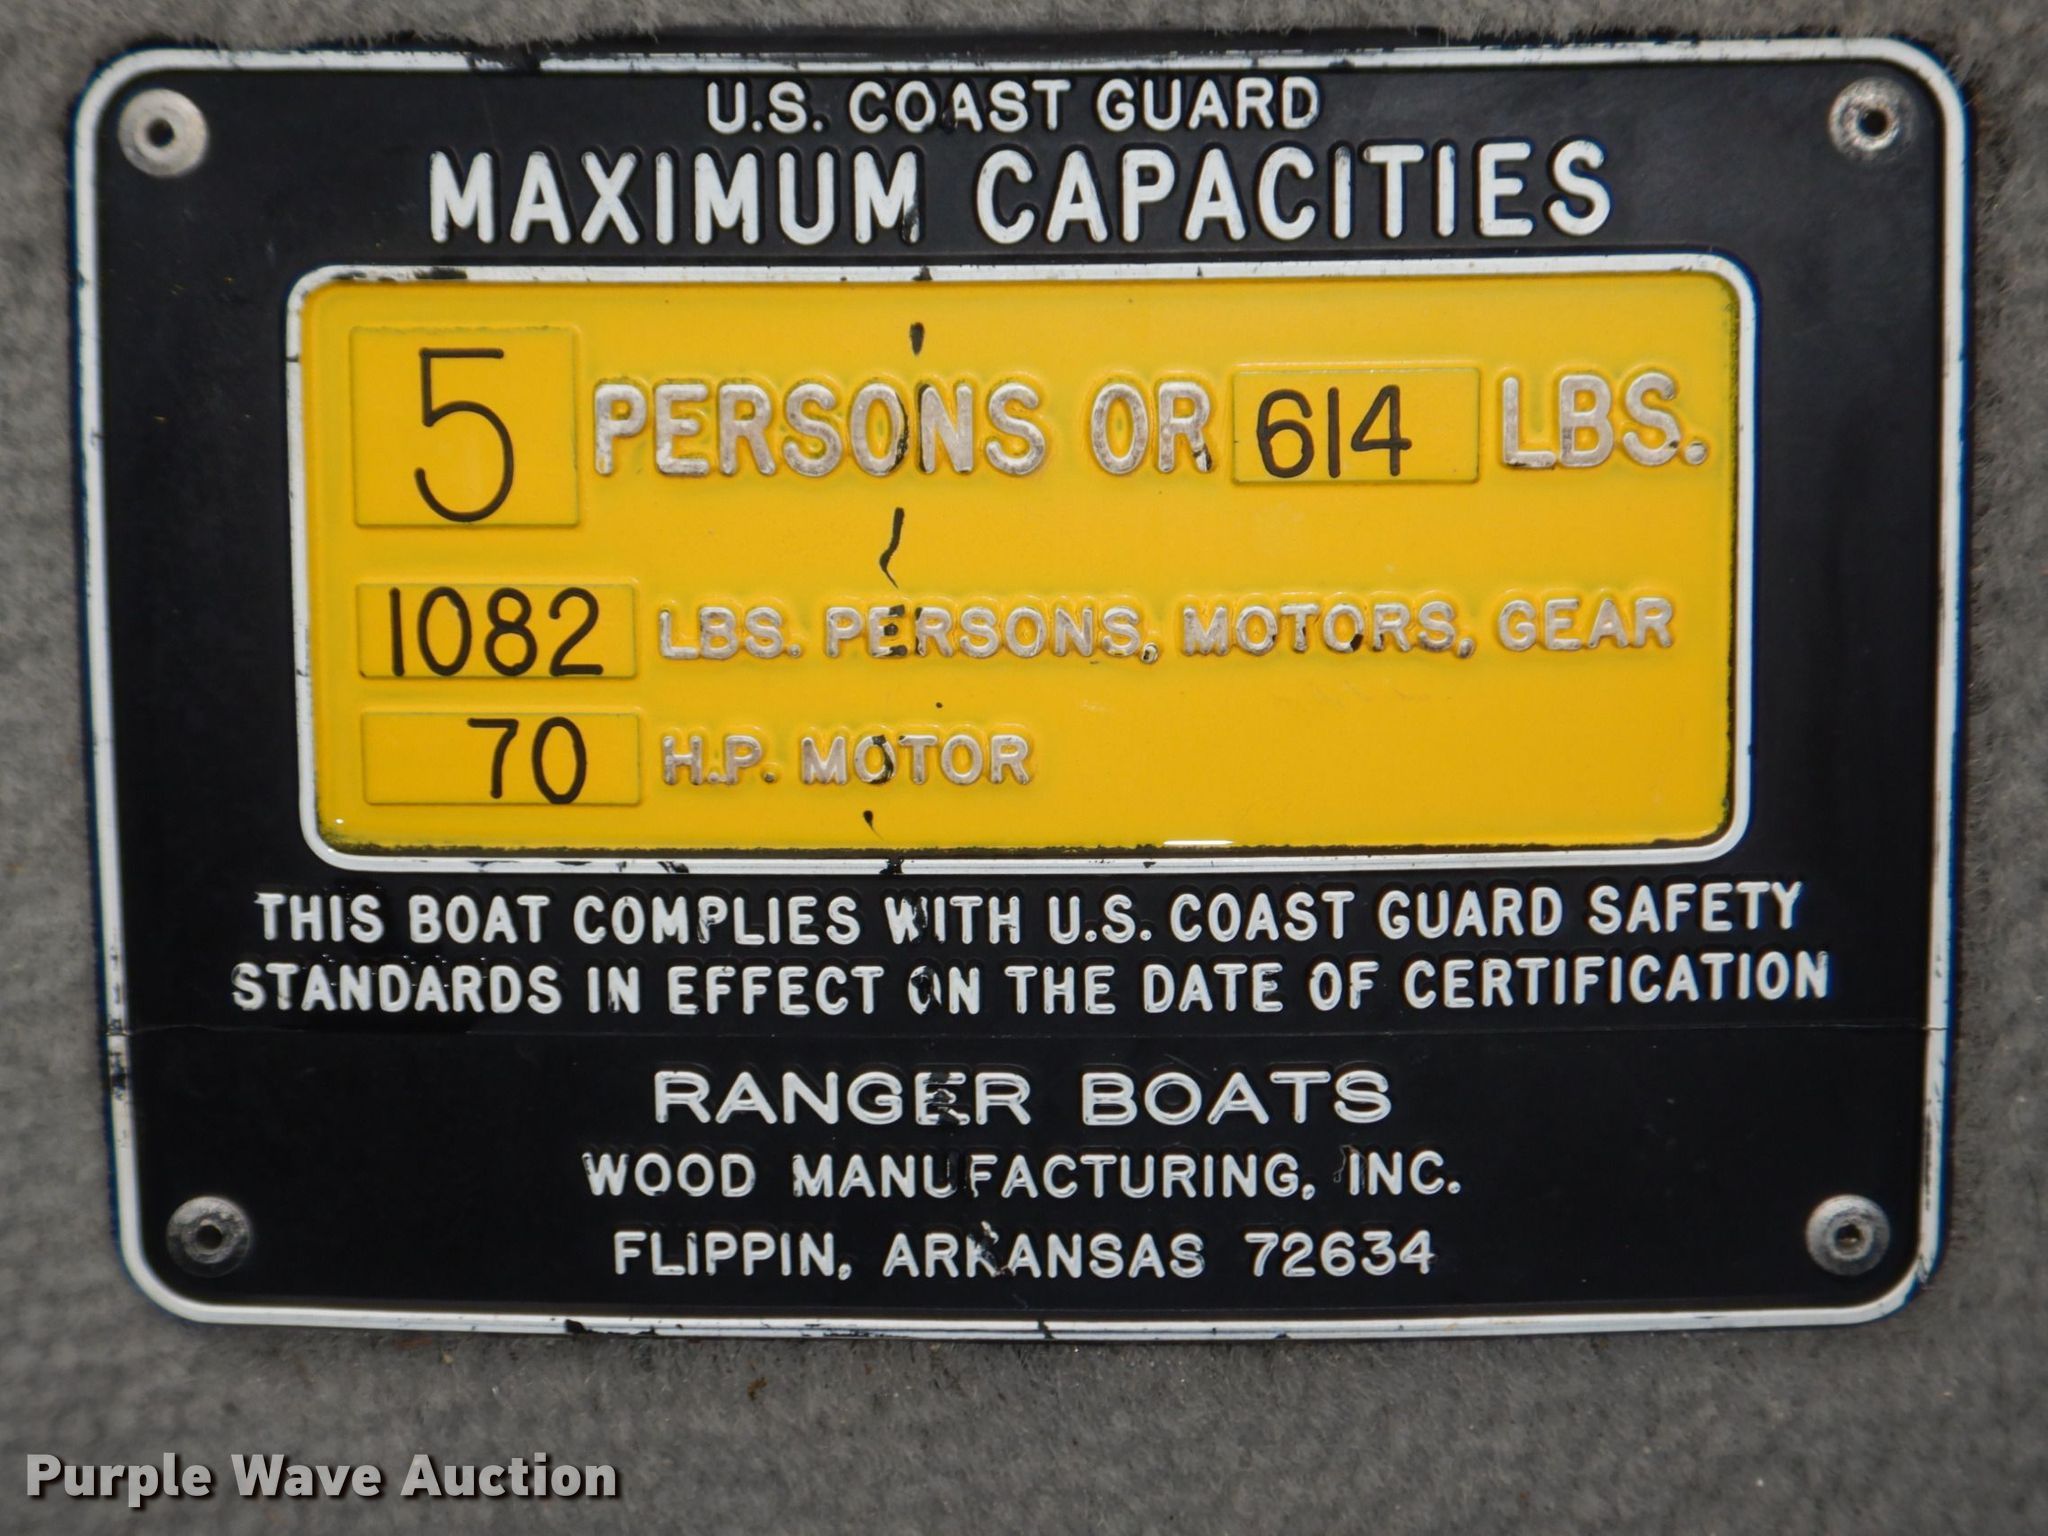 U.S. COAST GUARD
MAXIMUM CAPACITIES
5 PERSONS OR 614 LBS.
1082 LBS. PERSONS, MOTORS, GEAR
70 H.P. MOTOR
THIS BOAT COMPLIES WITH U.S. COAST GUARD SAFETY
STANDARDS IN EFFECT ON THE DATE OF CERTIFICATION
RANGER BOATS
WOOD MANUFACTURING, INC.
FLIPPIN, ARKANSAS 72634
Purple Wave Auction